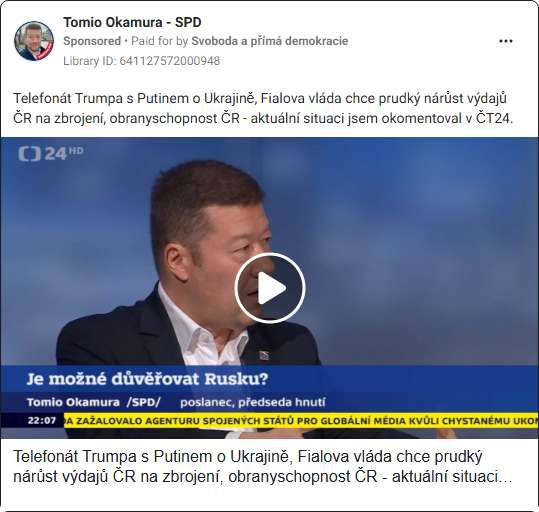 Tomio Okamura - SPD
Sponsored • Paid for by Svoboda a přímá demokracie
Library ID: 641127572000948
Telefonát Trumpa s Putinem o Ukrajině, Fialova vláda chce prudký nárůst výdajů
ČR na zbrojení, obranyschopnost ČR - aktuální situaci jsem okomentoval v ČT24.
24 HD
Je možné důvěřovat Rusku?
Tomio Okamura /SPD/ poslanec, předseda hnutí
22:07 DA ZAŽALOVALO AGENTURU SPOJENÝCH STÁTŮ PRO GLOBÁLNÍ MÉDIA KVŮLI CHYSTANÉMU UKON
Telefonát Trumpa s Putinem o Ukrajině, Fialova vláda chce prudký
nárůst výdajů ČR na zbrojení, obranyschopnost ČR - aktuální situaci…